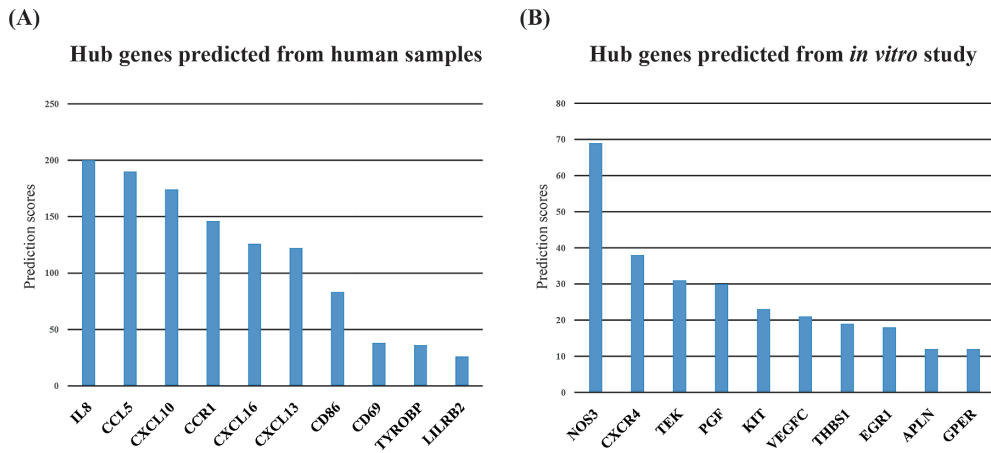 (A)
Hub genes predicted from human samples
Prediction scores
250
200
150
100
50
0
IL8
CCL5
CXCL10
CCR1
CXCL16
CXCL13
CD86
CD69
TYROBP
LILRB2
(B)
Hub genes predicted from in vitro study
Prediction scores
80
70
60
50
40
30
20
10
0
NOS3
CXCR4
TEK
PGF
KIT
VEGFC
THBS1
EGR1
APLN
GPER